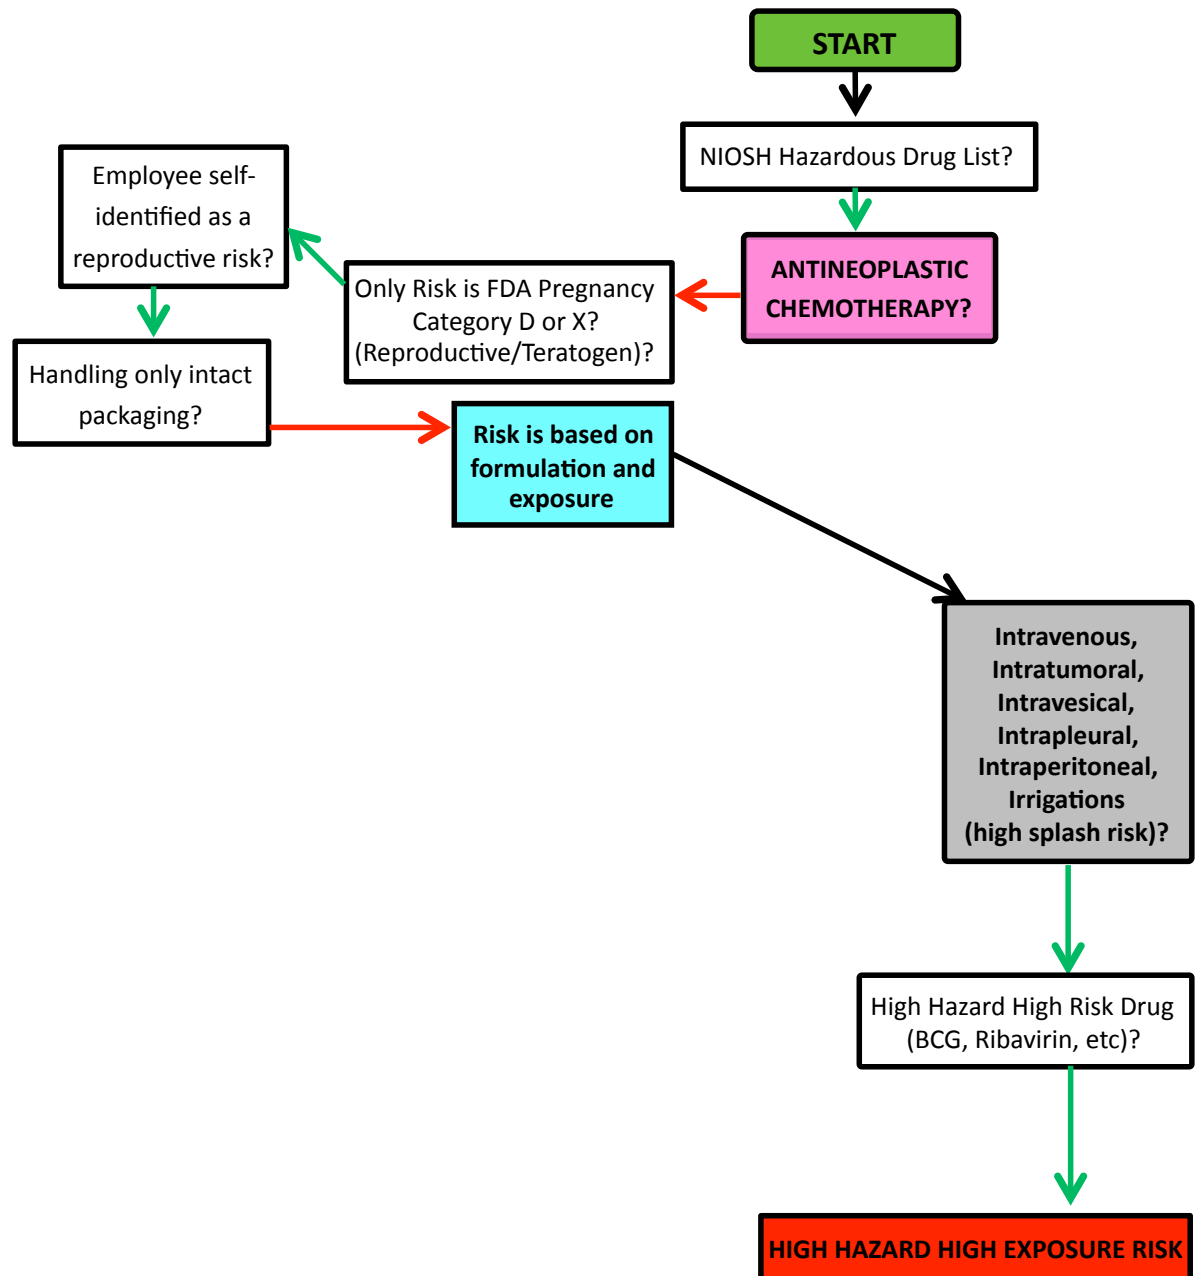 START
NIOSH Hazardous Drug List?
ANTINEOPLASTIC
CHEMOTHERAPY?
Only Risk is FDA Pregnancy
Category D or X?
(Reproductive/Teratogen)?
Employee self-
identified as a
reproductive risk?
Handling only intact
packaging?
Risk is based on
formulation and
exposure
Intravenous,
Intratumoral,
Intravesical,
Intrapleural,
Intraperitoneal,
Irrigations
(high splash risk)?
High Hazard High Risk Drug
(BCG, Ribavirin, etc)?
HIGH HAZARD HIGH EXPOSURE RISK